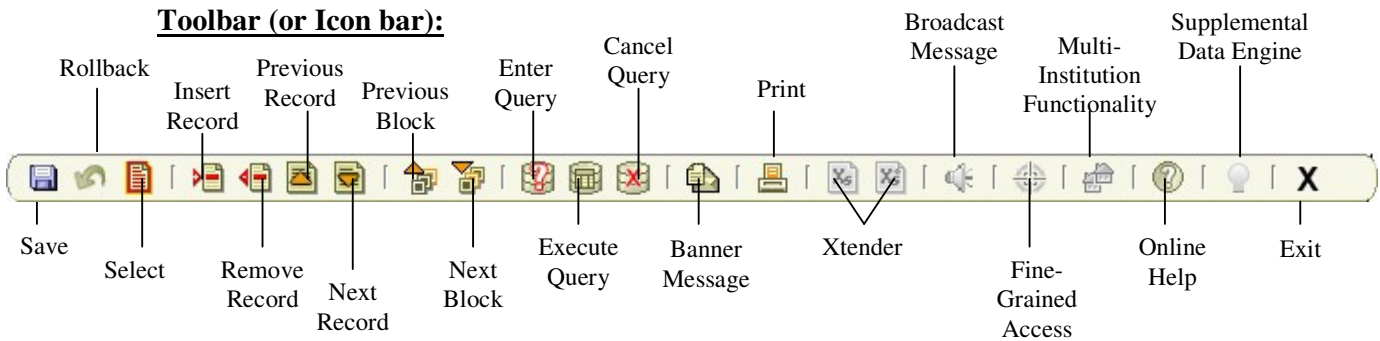 Toolbar (or Icon bar):
Rollback
Insert
Record
Previous
Record
Previous
Block
Enter
Query
Cancel
Query
Print
Broadcast
Message
Multi-
Institution
Functionality
Supplemental
Data Engine
X
Save
Select
Remove
Record
Next
Record
Next
Block
Execute
Query
Banner
Message
Xtender
Fine-
Grained
Access
Online
Help
Exit